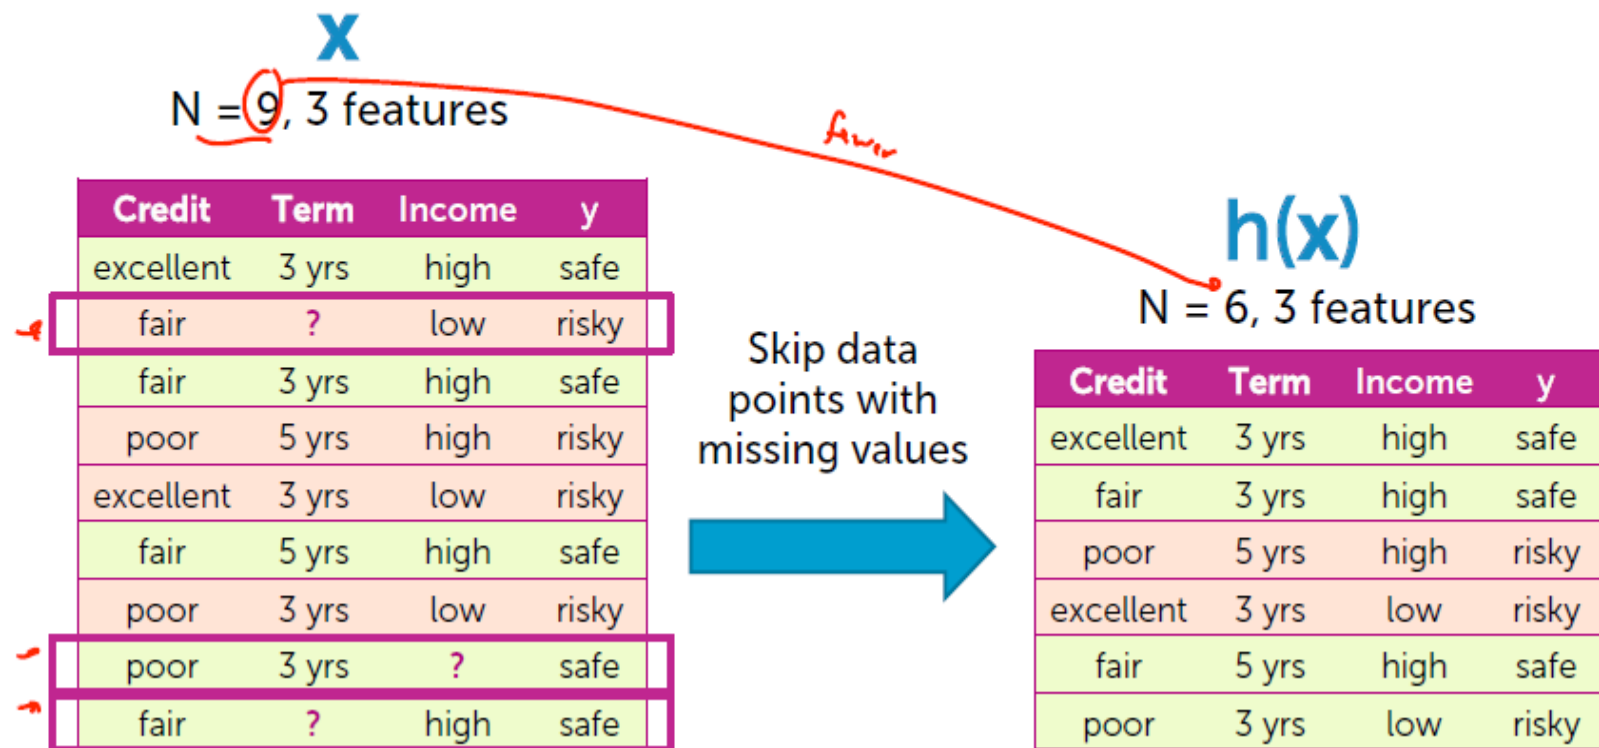 x
N = 9, 3 features
fewer
Credit Term Income y
excellent 3 yrs high safe
fair ? low risky
fair 3 yrs high safe
poor 5 yrs high risky
excellent 3 yrs low risky
fair 5 yrs high safe
poor 3 yrs low risky
poor 3 yrs ? safe
fair ? high safe
Skip data
points with
missing values
h(x)
N = 6, 3 features
Credit Term Income y
excellent 3 yrs high safe
fair 3 yrs high safe
poor 5 yrs high risky
excellent 3 yrs low risky
fair 5 yrs high safe
poor 3 yrs low risky